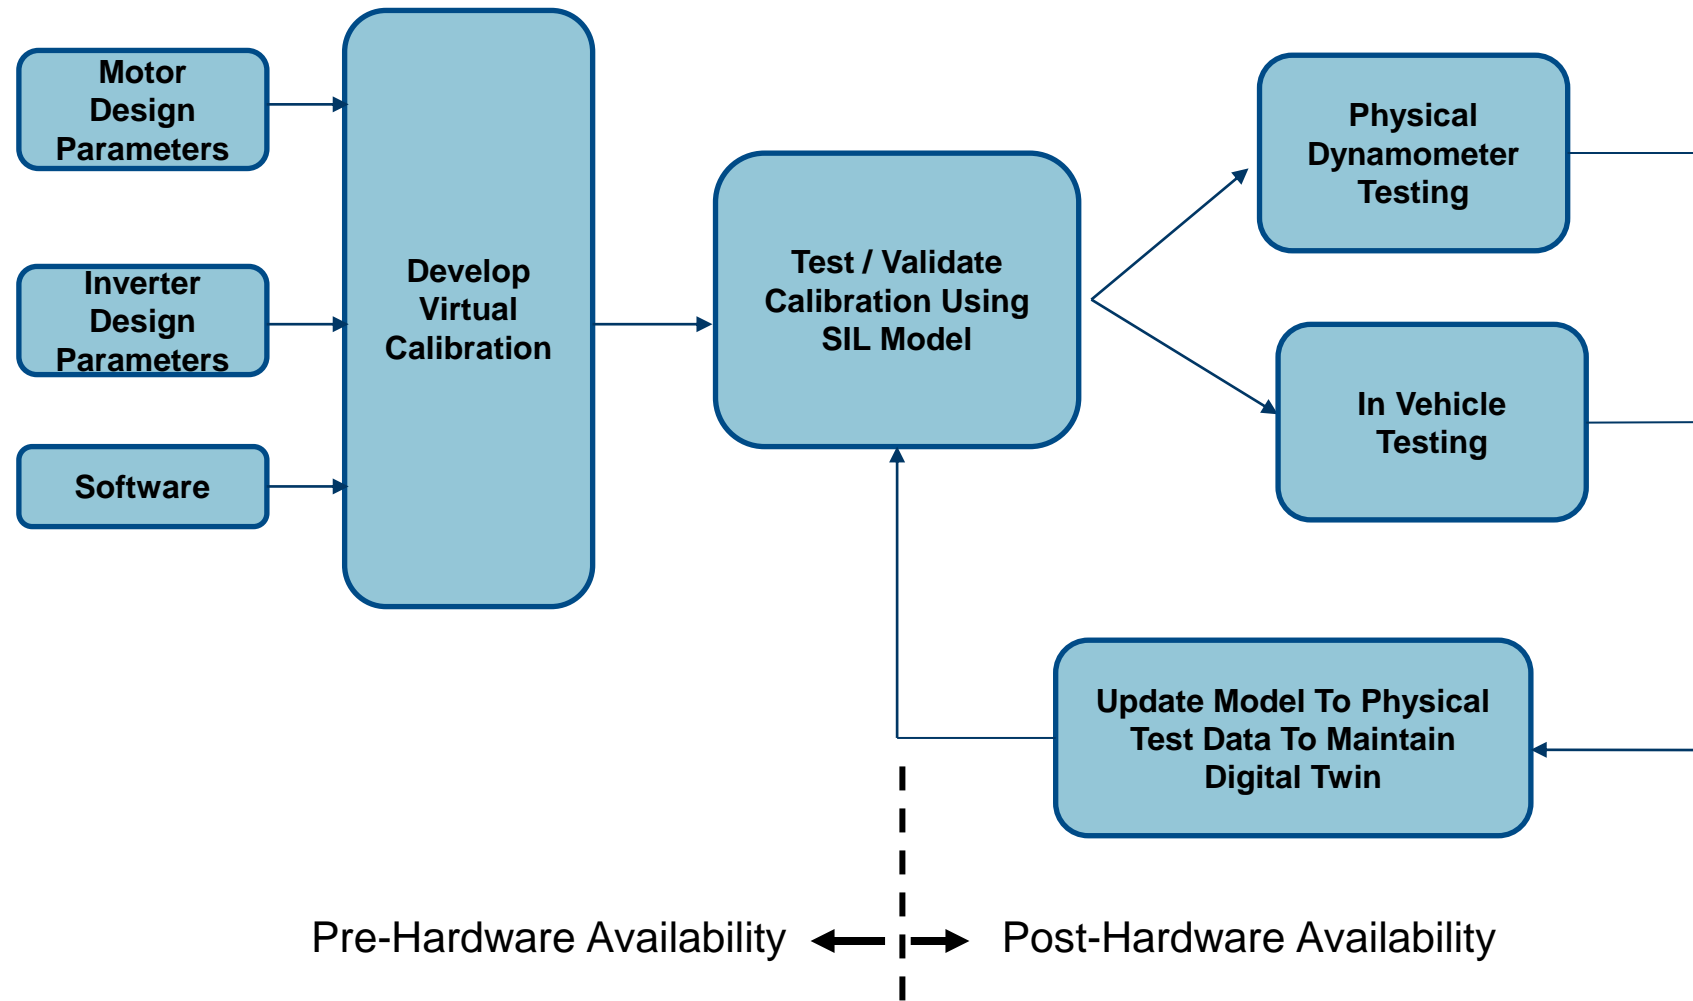 Motor
Design
Parameters
Inverter
Design
Parameters
Software
Develop
Virtual
Calibration
Test / Validate
Calibration Using
SIL Model
Physical
Dynamometer
Testing
In Vehicle
Testing
Update Model To Physical
Test Data To Maintain
Digital Twin
Pre-Hardware Availability
Post-Hardware Availability